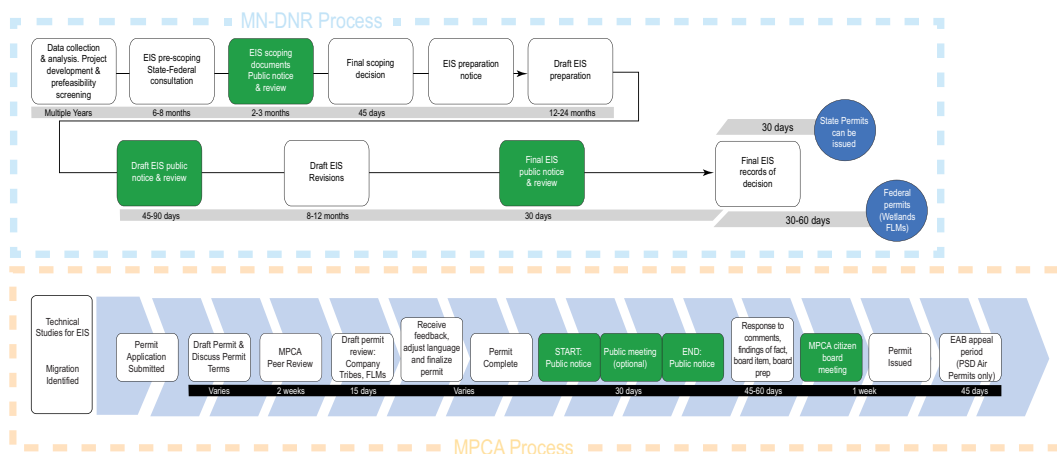 MN-DNR Process
Data collection
& analysis. Project
development &
prefeasibility
screening
EIS pre-scoping
State-Federal
consultation
EIS scoping
documents
Public notice
& review
Final scoping
decision
EIS preparation
notice
Draft EIS
preparation
Multiple Years
6-8 months
2-3 months
45 days
12-24 months
30 days
State Permits
can be
issued
Draft EIS public
notice & review
Draft EIS
Revisions
Final EIS
public notice
& review
Final EIS
records of
decision
Federal
permits
(Wetlands
FLMs)
45-90 days
8-12 months
30 days
30-60 days
Technical
Studies for EIS
Migration
Identified
Permit
Application
Submitted
Draft Permit &
Discuss Permit
Terms
MPCA
Peer Review
Draft permit
review:
Company
Tribes, FLMs
Receive
feedback,
adjust language
and finalize
permit
Permit
Complete
START:
Public notice
Public meeting
(optional)
END:
Public notice
Response to
comments,
findings of fact,
board item, board
prep
MPCA citizen
board
meeting
Permit
Issued
EAB appeal
period
(PSD Air
Permits only)
Varies
2 weeks
15 days
Varies
30 days
45-60 days
1 week
45 days
MPCA Process